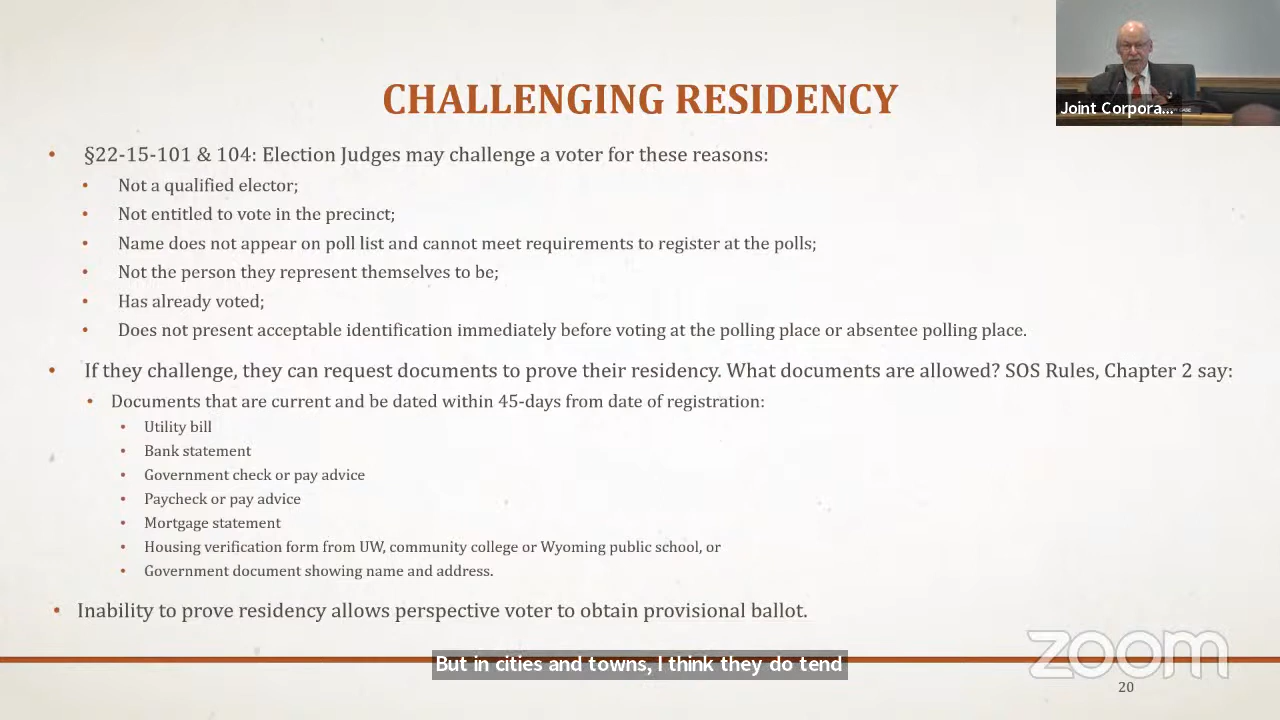 CHALLENGING RESIDENCY
Joint Corpora...
• §22-15-101 & 104: Election Judges may challenge a voter for these reasons:
• Not a qualified elector;
• Not entitled to vote in the precinct;
• Name does not appear on poll list and cannot meet requirements to register at the polls;
• Not the person they represent themselves to be;
• Has already voted;
• Does not present acceptable identification immediately before voting at the polling place or absentee polling place.
• If they challenge, they can request documents to prove their residency. What documents are allowed? SOS Rules, Chapter 2 say:
• Documents that are current and be dated within 45-days from date of registration:
• Utility bill
• Bank statement
• Government check or pay advice
• Paycheck or pay advice
• Mortgage statement
• Housing verification form from UW, community college or Wyoming public school, or
• Government document showing name and address.
• Inability to prove residency allows perspective voter to obtain provisional ballot.
But in cities and towns, I think they do tend
zoom
20